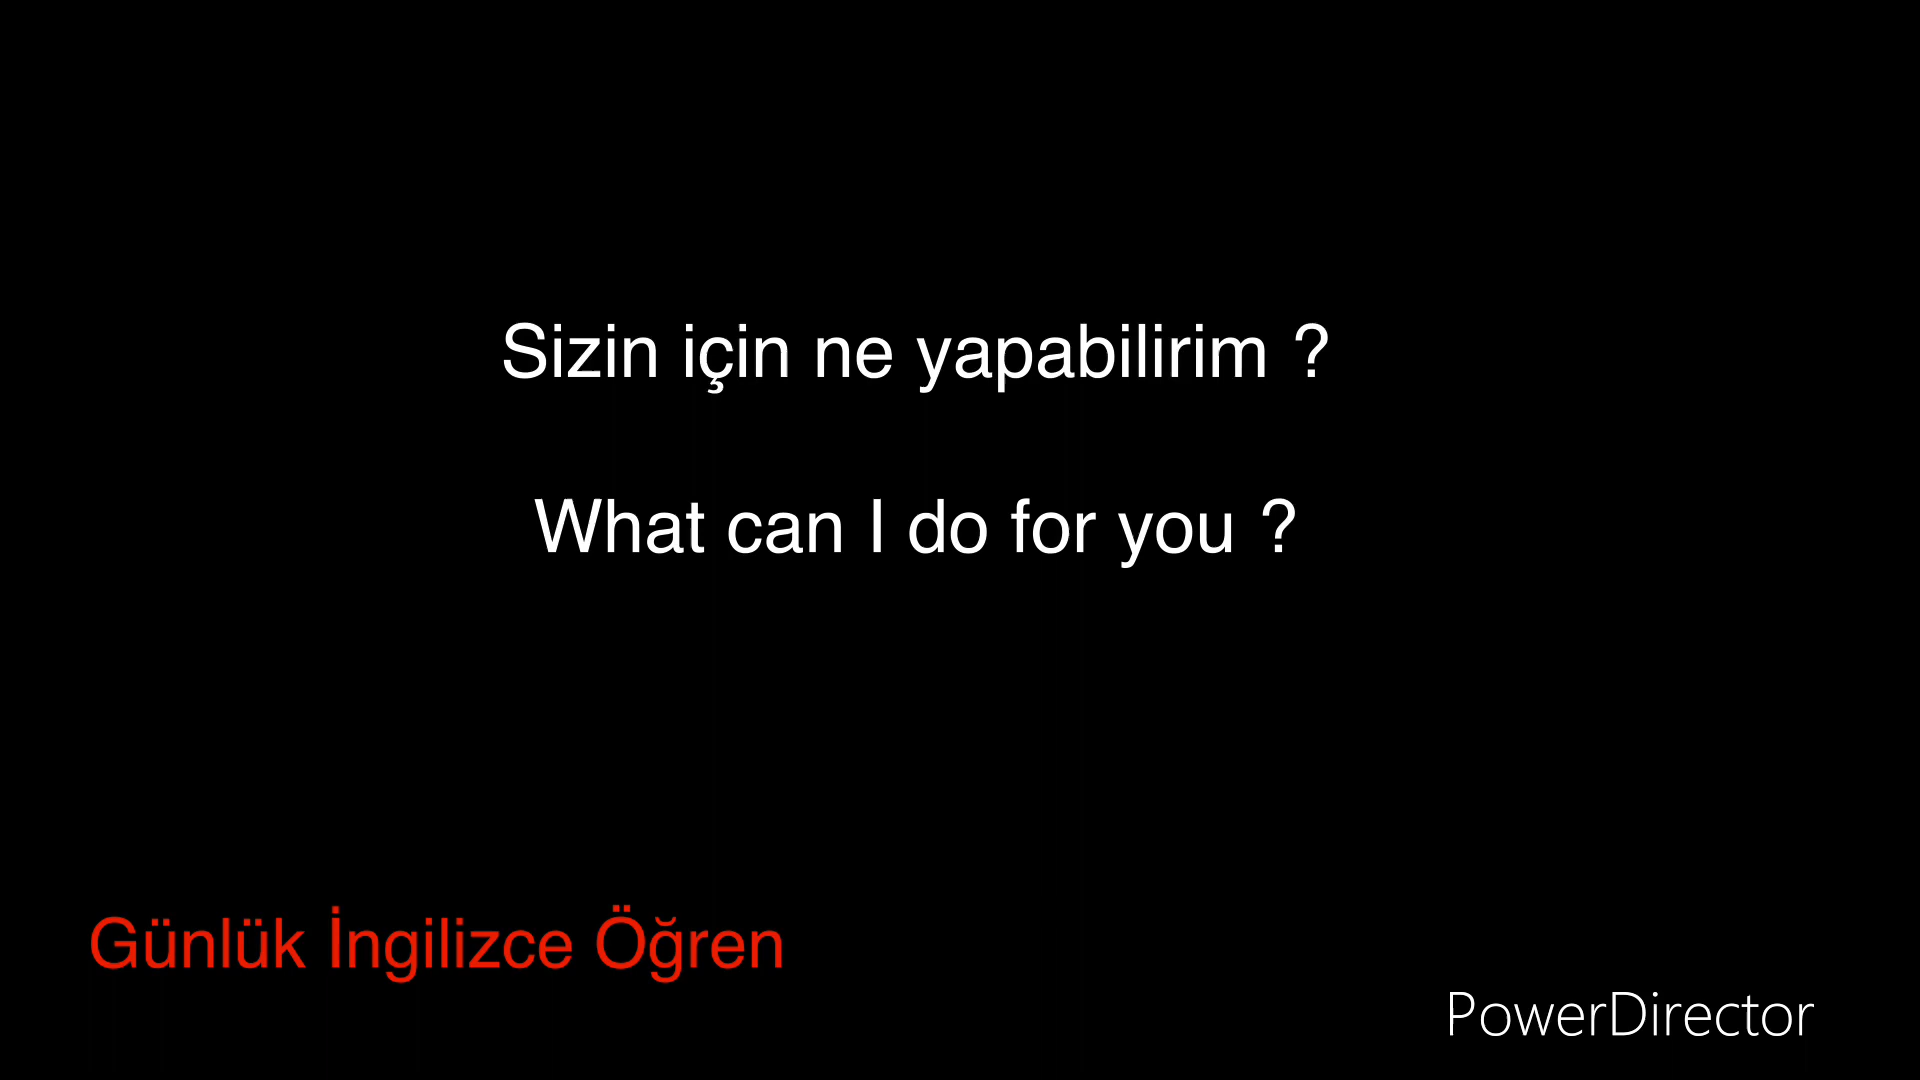 Sizin için ne yapabilirim ?
What can I do for you ?
Günlük İngilizce Öğren
PowerDirector